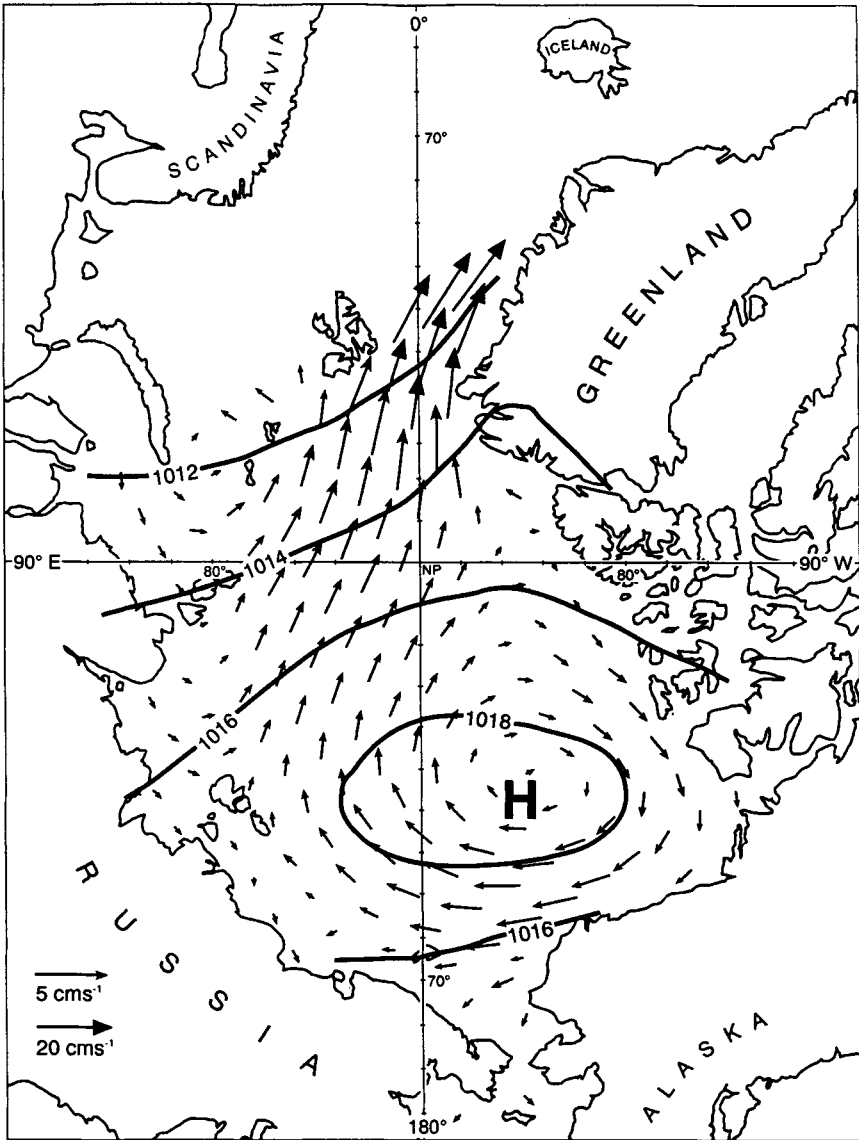 0°
ICELAND
SCANDINAVIA
70°
GREENLAND
1012
1014
90° E
80°
NP
80°
90° W
1016
1018
H
RUSSIA
1016
70°
5 cms⁻¹
20 cms⁻¹
ALASKA
180°